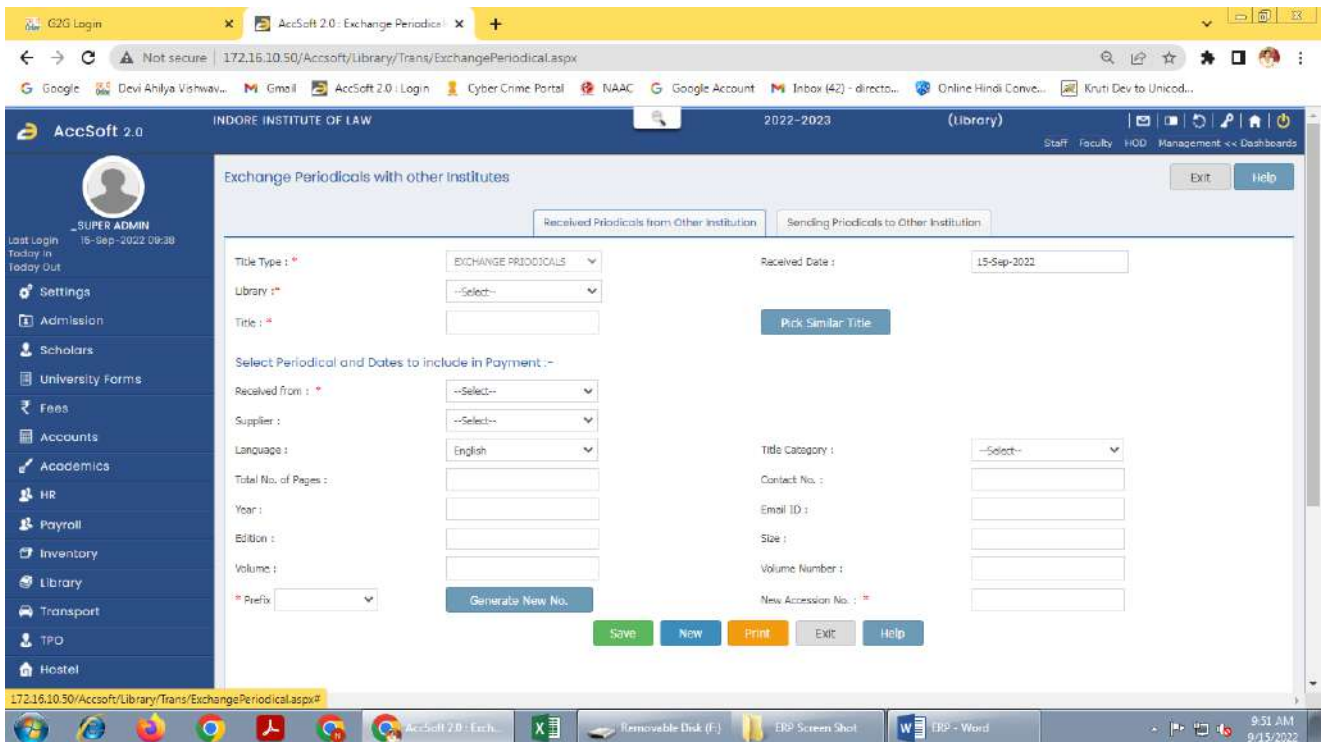 G2G Login
AccSoft 2.0 : Exchange Periodical
Not secure 172.16.10.50/Accsoft/Library/Trans/ExchangePeriodical.aspx
Google Devi Ahilya Vishwav... Gmail AccSoft 2.0 : Login Cyber Crime Portal NAAC Google Account Inbox (42) - directo... Online Hindi Conve... Kruti Dev to Unicod...
AccSoft 2.0 INDORE INSTITUTE OF LAW 2022-2023 (Library)
Staff Faculty HOD Management << Dashboards
Exchange Periodicals with other Institutes Exit Help
_SUPER ADMIN
Last Login 15-Sep-2022 09:38
Today In
Today Out
Settings
Admission
Scholars
University Forms
Fees
Accounts
Academics
HR
Payroll
Inventory
Library
Transport
TPO
Hostel
Received Priodicals from Other Institution Sending Priodicals to Other Institution
Title Type : * EXCHANGE PRIODICALS Received Date : 15-Sep-2022
Library :* --Select--
Title : * Pick Similar Title
Select Periodical and Dates to include in Payment :-
Received from : * --Select--
Supplier : --Select--
Language : English Title Category : --Select--
Total No. of Pages : Contact No. :
Year : Email ID :
Edition : Size :
Volume : Volume Number :
* Prefix Generate New No. New Accession No. : *
Save New Print Exit Help
172.16.10.50/Accsoft/Library/Trans/ExchangePeriodical.aspx#
AccSoft 2.0 : Exch... Removable Disk (F:) ERP Screen Shot ERP - Word
9:51 AM
9/15/2022